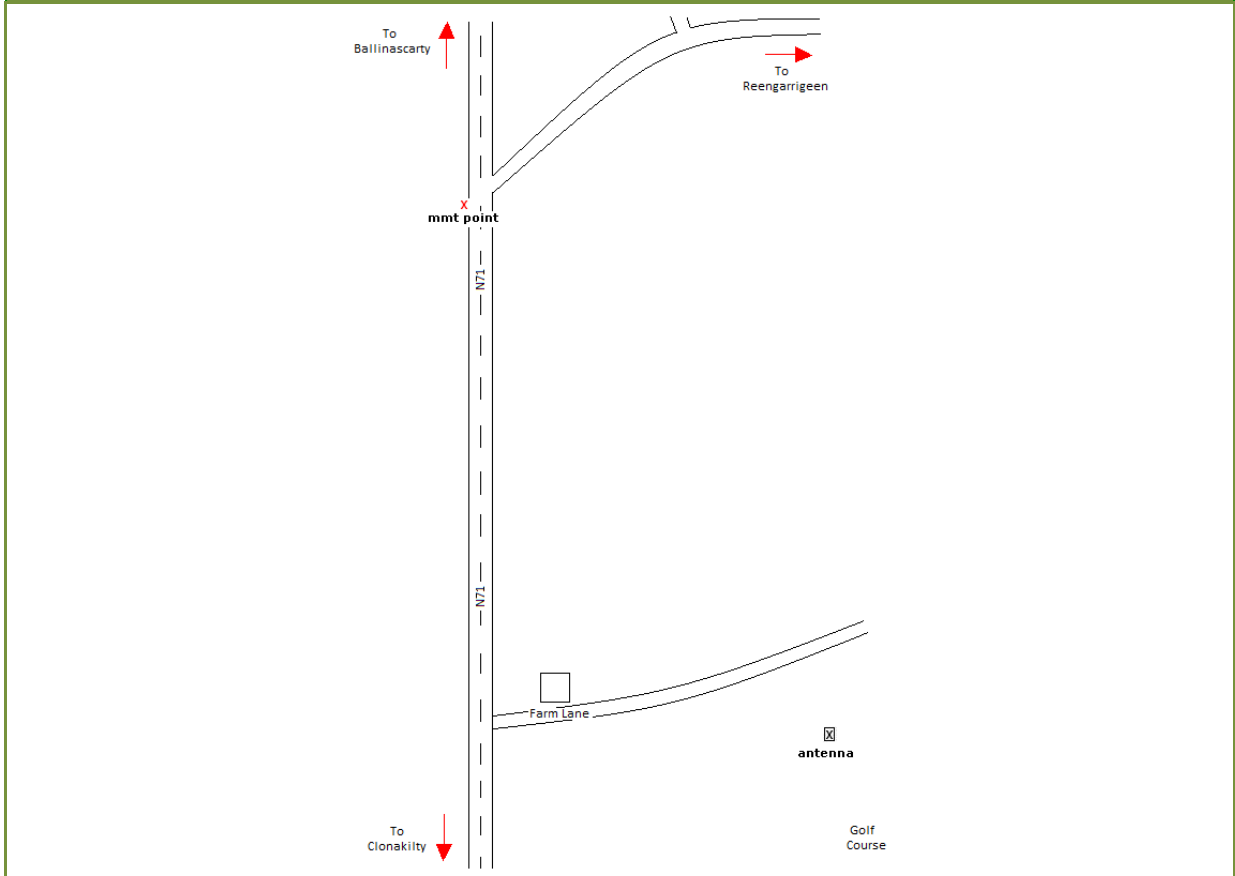 To
Ballinascarty
To
Reengarrigeen
X
mmt point
N71
N71
Farm Lane
X
antenna
To
Clonakilty
Golf
Course